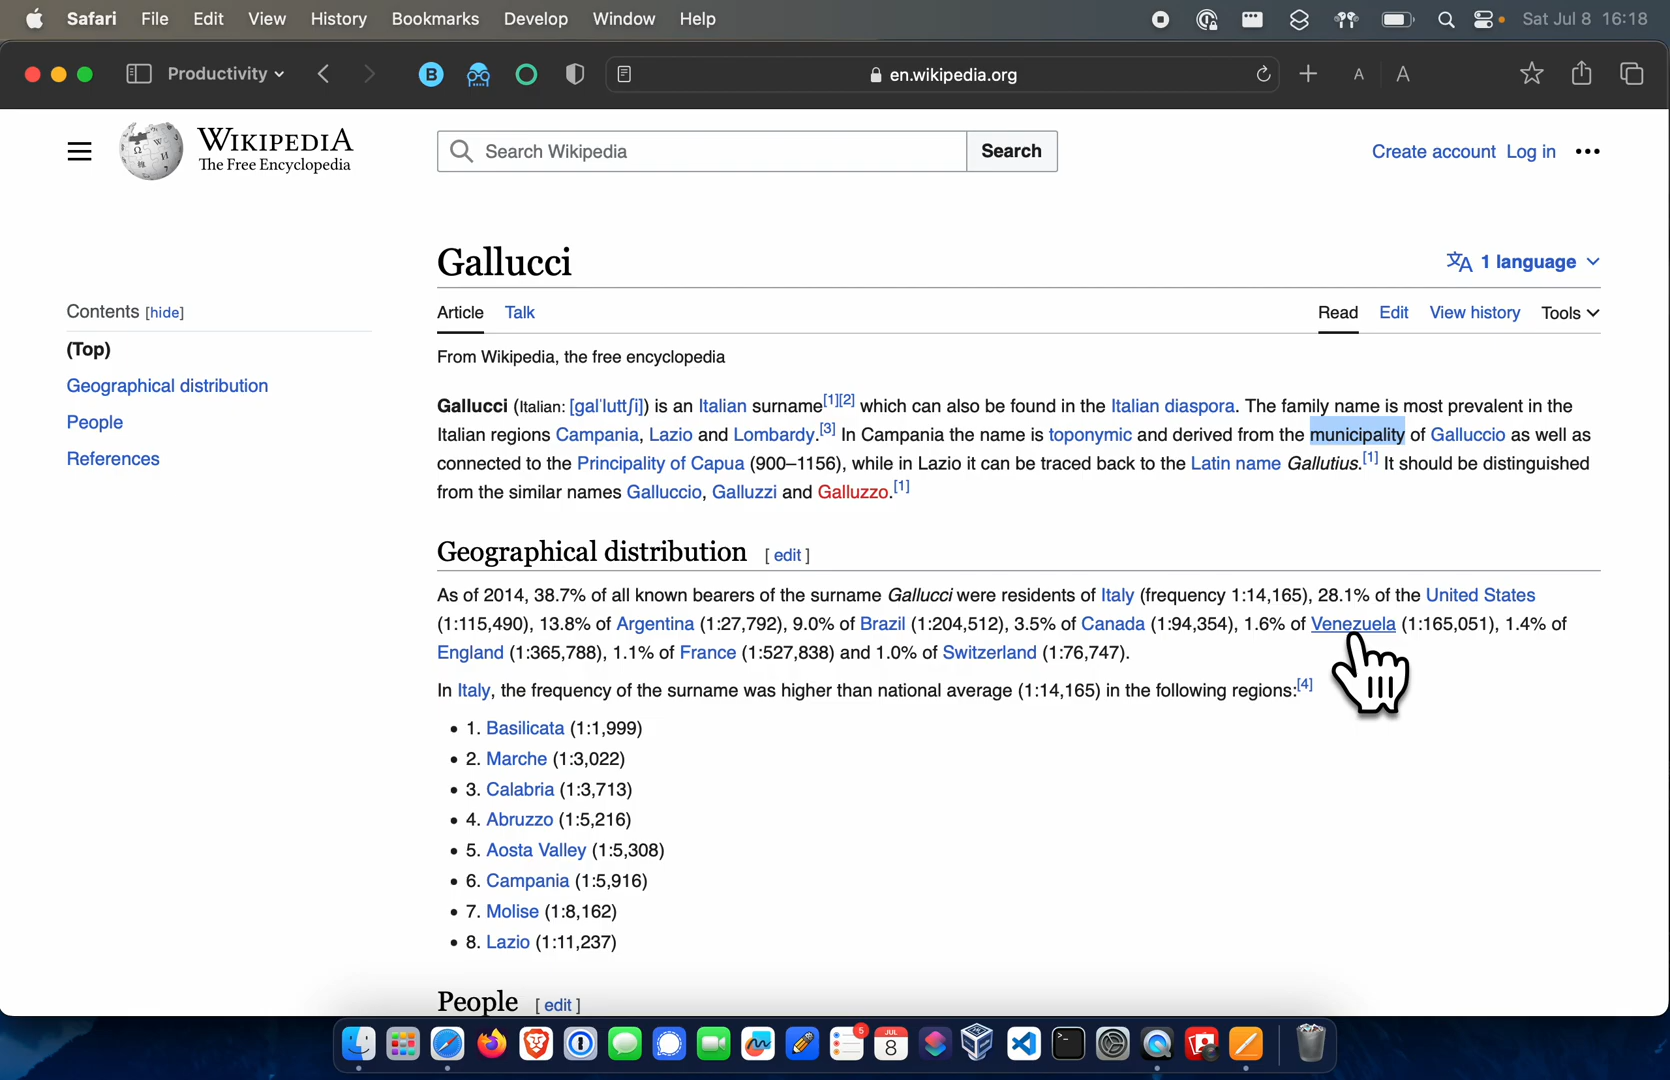 Safari File Edit View History Bookmarks Develop Window Help Sat Jul 8 16:18
Productivity en.wikipedia.org A A
WIKIPEDIA
The Free Encyclopedia
Search Wikipedia Search
Create account Log in
Gallucci
1 language
Contents [hide]
(Top)
Geographical distribution
People
References
Article Talk Read Edit View history Tools
From Wikipedia, the free encyclopedia
Gallucci (Italian: [ɡalˈluttʃi]) is an Italian surname[1][2] which can also be found in the Italian diaspora. The family name is most prevalent in the
Italian regions Campania, Lazio and Lombardy.[3] In Campania the name is toponymic and derived from the municipality of Galluccio as well as
connected to the Principality of Capua (900–1156), while in Lazio it can be traced back to the Latin name Gallutius.[1] It should be distinguished
from the similar names Galluccio, Galluzzi and Galluzzo.[1]
Geographical distribution [ edit ]
As of 2014, 38.7% of all known bearers of the surname Gallucci were residents of Italy (frequency 1:14,165), 28.1% of the United States
(1:115,490), 13.8% of Argentina (1:27,792), 9.0% of Brazil (1:204,512), 3.5% of Canada (1:94,354), 1.6% of Venezuela (1:165,051), 1.4% of
England (1:365,788), 1.1% of France (1:527,838) and 1.0% of Switzerland (1:76,747).
In Italy, the frequency of the surname was higher than national average (1:14,165) in the following regions:[4]
• 1. Basilicata (1:1,999)
• 2. Marche (1:3,022)
• 3. Calabria (1:3,713)
• 4. Abruzzo (1:5,216)
• 5. Aosta Valley (1:5,308)
• 6. Campania (1:5,916)
• 7. Molise (1:8,162)
• 8. Lazio (1:11,237)
People [ edit ]
5
JUL
8